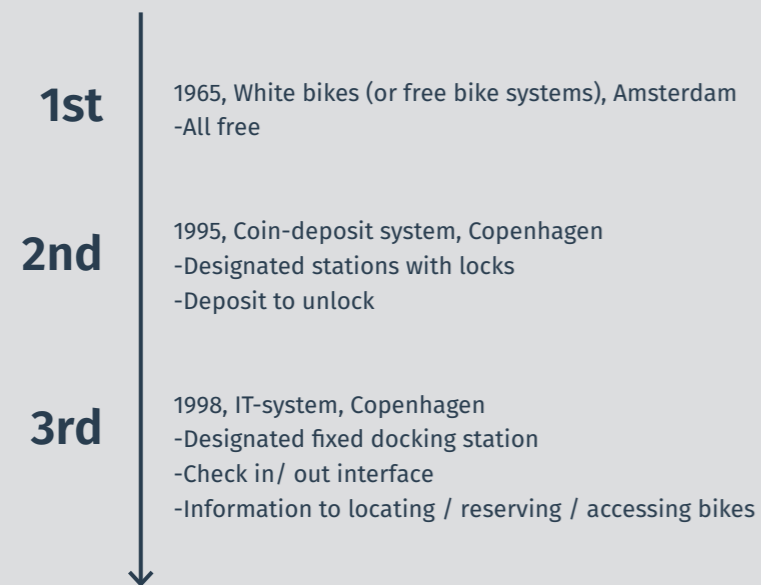 1st
1965, White bikes (or free bike systems), Amsterdam
-All free
2nd
1995, Coin-deposit system, Copenhagen
-Designated stations with locks
-Deposit to unlock
3rd
1998, IT-system, Copenhagen
-Designated fixed docking station
-Check in/ out interface
-Information to locating / reserving / accessing bikes